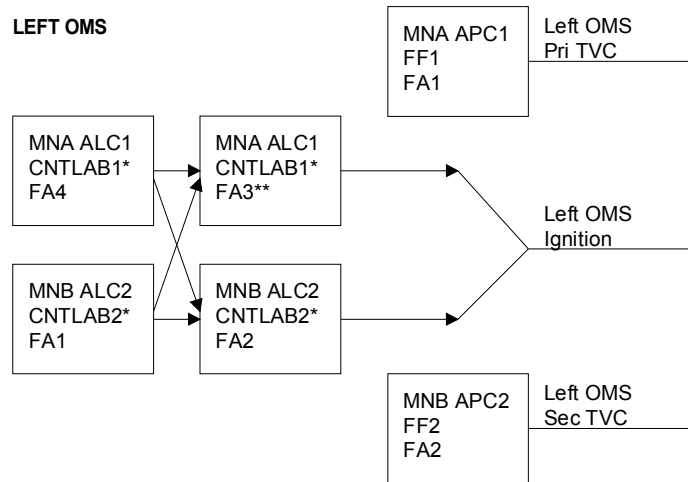 LEFT OMS
MNA APC1
FF1
FA1
Left OMS
Pri TVC
MNA ALC1
CNTLAB1*
FA4
MNA ALC1
CNTLAB1*
FA3**
Left OMS
Ignition
MNB ALC2
CNTLAB2*
FA1
MNB ALC2
CNTLAB2*
FA2
MNB APC2
FF2
FA2
Left OMS
Sec TVC